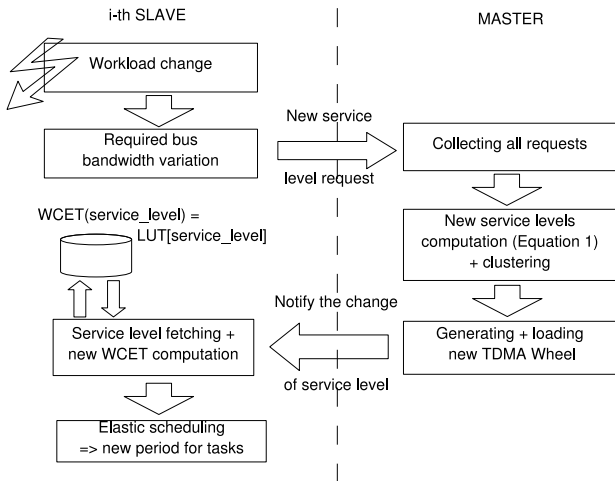 i-th SLAVE
MASTER
Workload change
Required bus
bandwidth variation
New service
level request
Collecting all requests
New service levels
computation (Equation 1)
+ clustering
Generating + loading
new TDMA Wheel
Notify the change
of service level
WCET(service_level) =
LUT[service_level]
Service level fetching +
new WCET computation
Elastic scheduling
=> new period for tasks